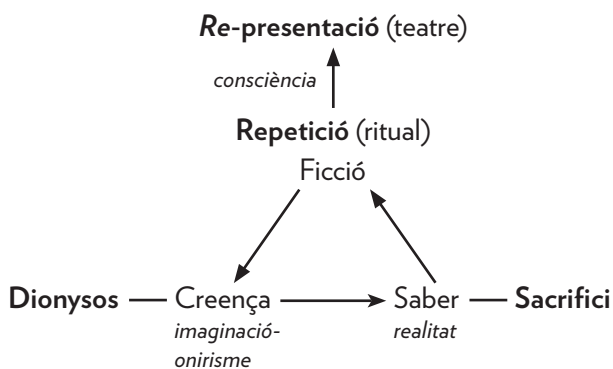 Re-presentació (teatre)
consciència
Repetició (ritual)
Ficció
Dionysos Creença Saber Sacrifici
imaginació- realitat
onirisme